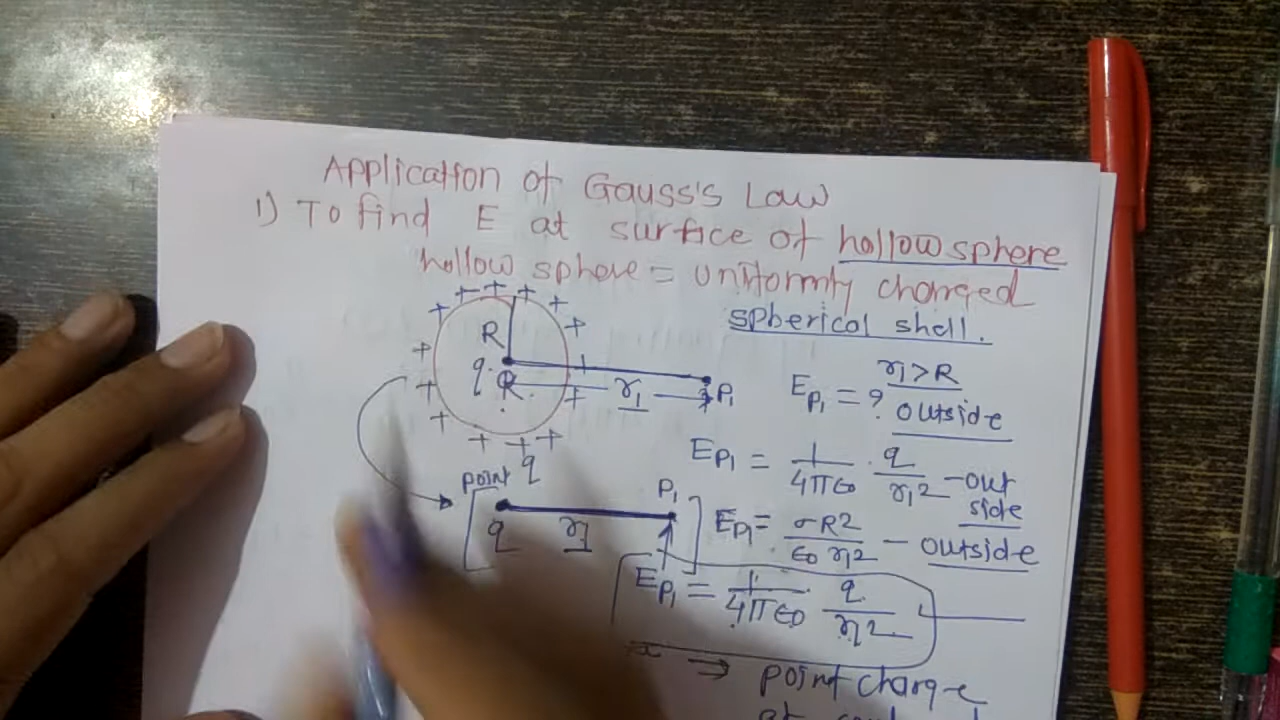 Application of Gauss's Law
1) To find E at surface of hollow sphere
hollow sphere = uniformly charged
spherical shell.
R
q
r₁
P₁
r₁ > R
E_P₁ = ?
outside
E_P₁ = 1/4πε₀ · q/r₁² - out
side
q
point
P₁
q
r₁
E_P₁ = σR²/ε₀ r₁² - outside
E_P₁ = 1/4πε₀ · q/r₁²
⇒ point charge
at